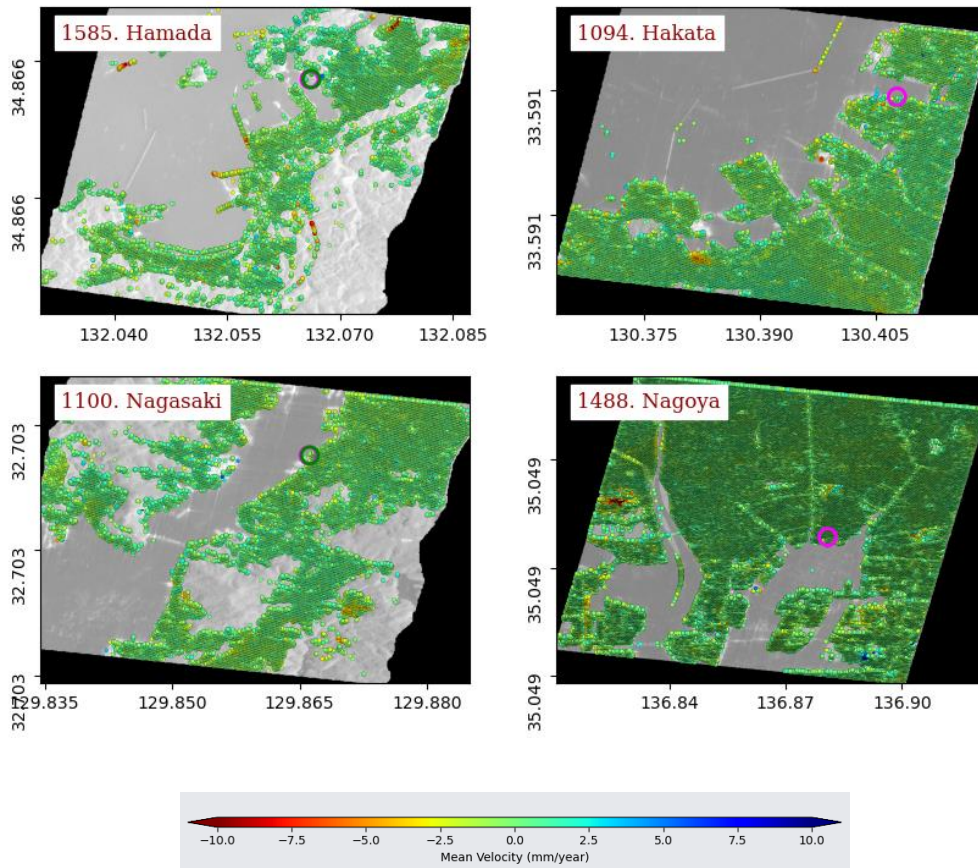 1585. Hamada
1094. Hakata
34.866
34.866
33.591
33.591
132.040 132.055 132.070 132.085
130.375 130.390 130.405
1100. Nagasaki
1488. Nagoya
32.703
32.703
32.703
35.049
35.049
35.049
129.835 129.850 129.865 129.880
136.84 136.87 136.90
−10.0 −7.5 −5.0 −2.5 0.0 2.5 5.0 7.5 10.0
Mean Velocity (mm/year)